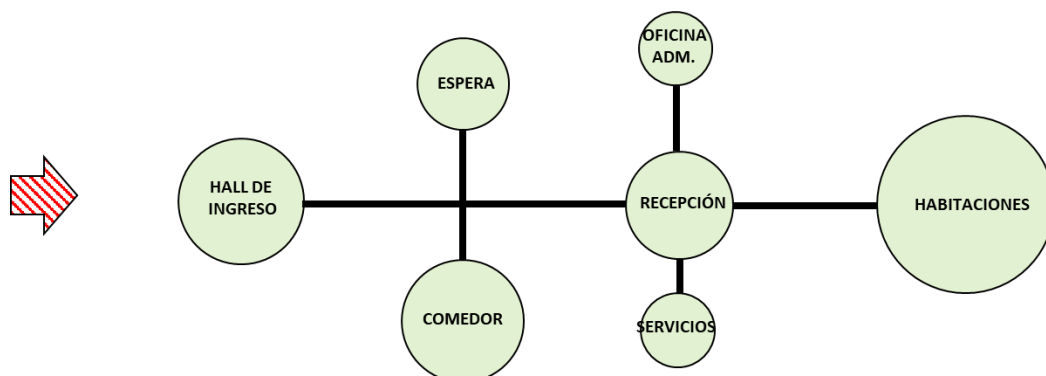 OFICINA
ADM.
ESPERA
HALL DE
INGRESO
RECEPCIÓN
HABITACIONES
COMEDOR
SERVICIOS